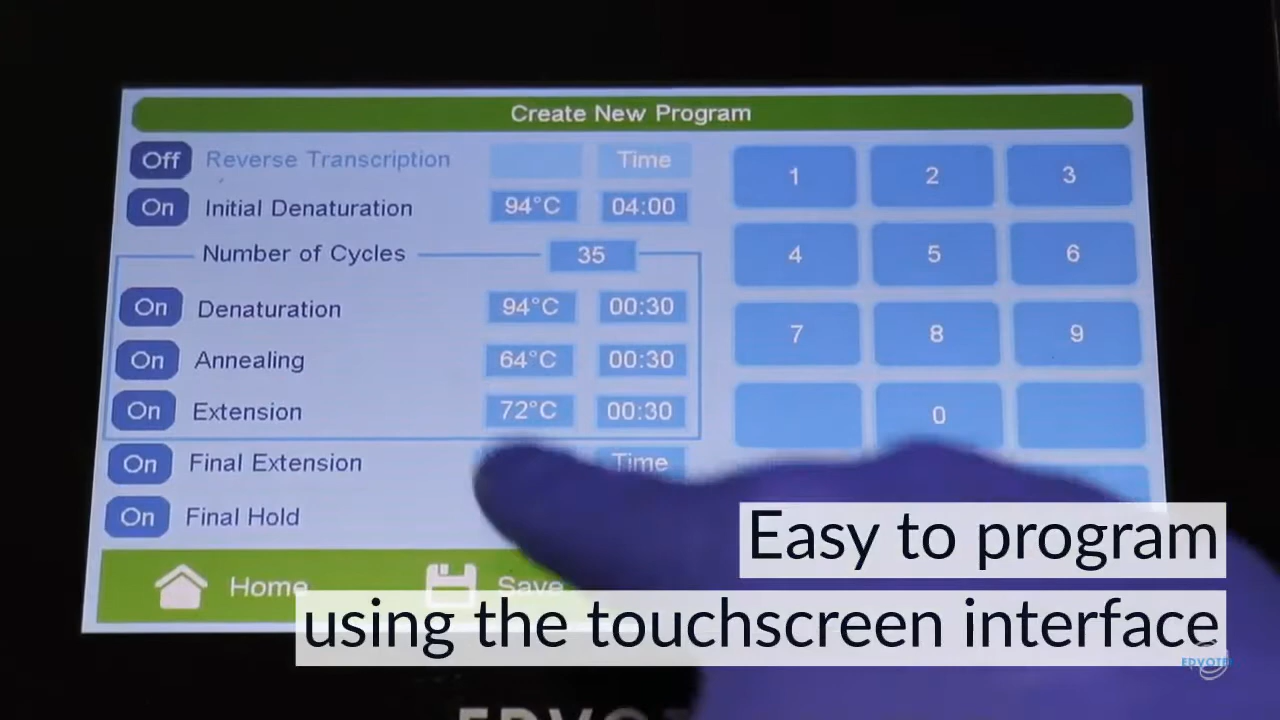 Create New Program
Off Reverse Transcription Time
On Initial Denaturation 94°C 04:00
Number of Cycles 35
On Denaturation 94°C 00:30
On Annealing 64°C 00:30
On Extension 72°C 00:30
On Final Extension Time
On Final Hold
Home Save
1 2 3
4 5 6
7 8 9
0
Easy to program
using the touchscreen interface